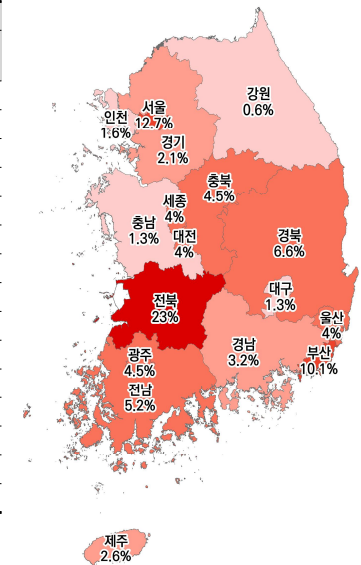 강원
0.6%
서울
12.7%
인천
1.6%
경기
2.1%
충북
4.5%
세종
4%
충남
1.3%
대전
4%
경북
6.6%
대구
1.3%
전북
23%
울산
4%
경남
3.2%
부산
10.1%
광주
4.5%
전남
5.2%
제주
2.6%